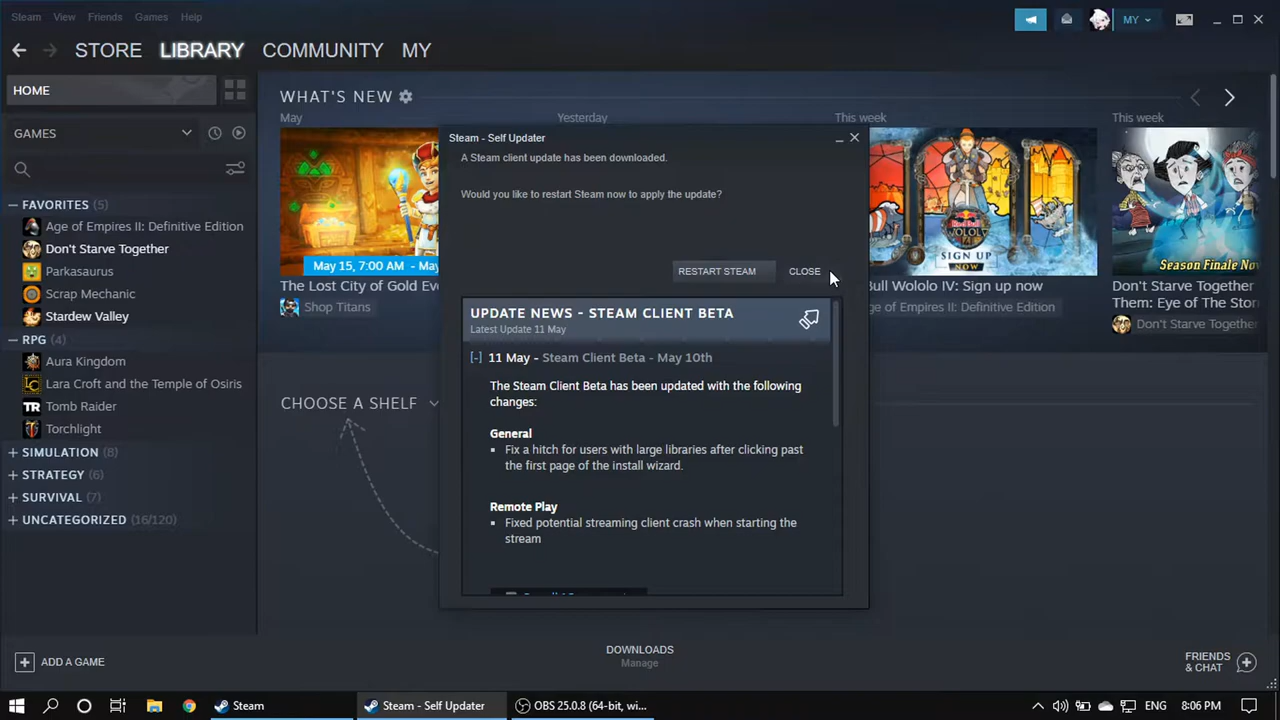 Steam View Friends Games Help
MY
STORE LIBRARY COMMUNITY MY
HOME
GAMES
FAVORITES (5)
Age of Empires II: Definitive Edition
Don't Starve Together
Parkasaurus
Scrap Mechanic
Stardew Valley
RPG (4)
Aura Kingdom
Lara Croft and the Temple of Osiris
Tomb Raider
Torchlight
SIMULATION (8)
STRATEGY (6)
SURVIVAL (7)
UNCATEGORIZED (16/120)
WHAT'S NEW
May
Yesterday
This week
This week
May 15, 7:00 AM - May
The Lost City of Gold Eve
Shop Titans
Red Bull
WOLOLO
SIGN UP
NOW
Bull Wololo IV: Sign up now
Age of Empires II: Definitive Edition
Season Finale Now
Don't Starve Together
Them: Eye of The Stor
Don't Starve Together
CHOOSE A SHELF
Steam - Self Updater
A Steam client update has been downloaded.
Would you like to restart Steam now to apply the update?
RESTART STEAM
CLOSE
UPDATE NEWS - STEAM CLIENT BETA
Latest Update 11 May
[-] 11 May - Steam Client Beta - May 10th
The Steam Client Beta has been updated with the following
changes:
General
Fix a hitch for users with large libraries after clicking past
the first page of the install wizard.
Remote Play
Fixed potential streaming client crash when starting the
stream
ADD A GAME
DOWNLOADS
Manage
FRIENDS
& CHAT
Steam
Steam - Self Updater
OBS 25.0.8 (64-bit, wi...
ENG
8:06 PM